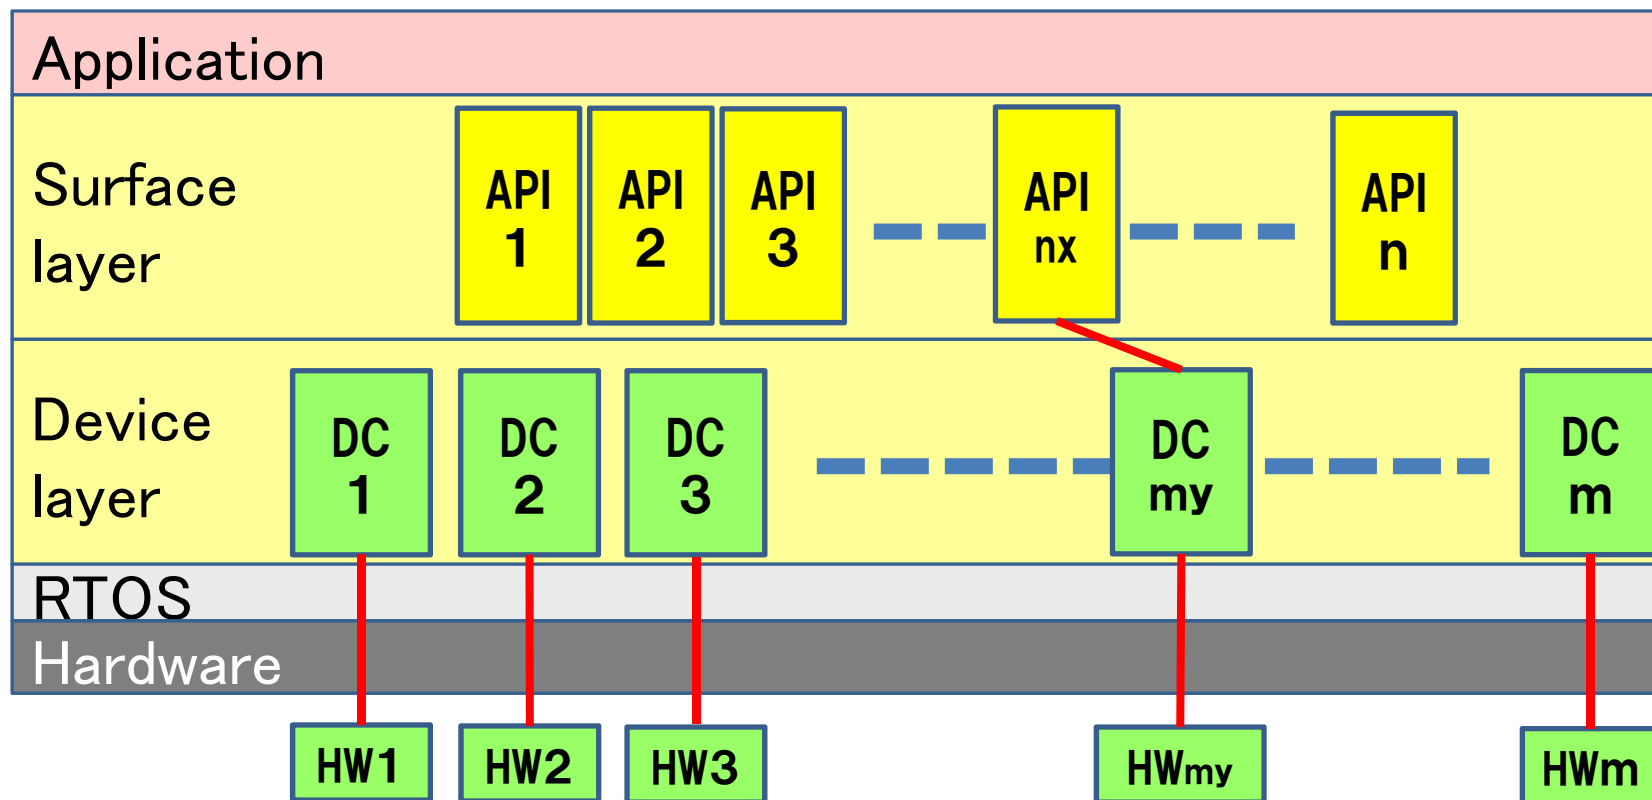 Application
Surface
layer
API
1
API
2
API
3
API
nx
API
n
Device
layer
DC
1
DC
2
DC
3
DC
my
DC
m
RTOS
Hardware
HW1
HW2
HW3
HWmy
HWm